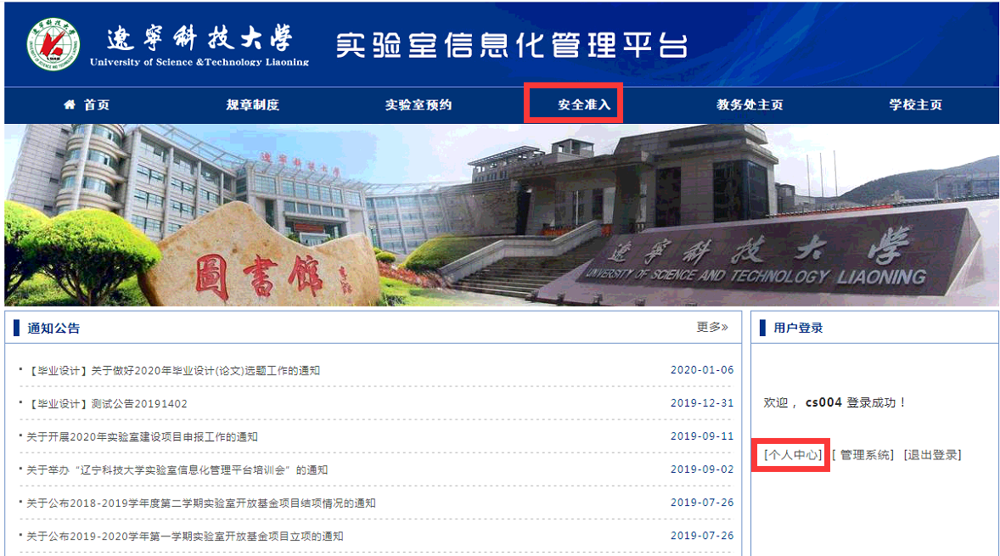 遼寧科技大學
University of Science &Technology Liaoning
实验室信息化管理平台
首页 规章制度 实验室预约 安全准入 教务处主页 学校主页
遼寧科技大學
圖書館
遼寧科技大學
UNIVERSITY OF SCIENCE AND TECHNOLOGY LIAONING
通知公告 更多»
【毕业设计】关于做好2020年毕业设计(论文)选题工作的通知 2020-01-06
【毕业设计】测试公告20191402 2019-12-31
关于开展2020年实验室建设项目申报工作的通知 2019-09-11
关于举办“辽宁科技大学实验室信息化管理平台培训会”的通知 2019-09-02
关于公布2018-2019学年度第二学期实验室开放基金项目结项情况的通知 2019-07-26
关于公布2019-2020学年第一学期实验室开放基金项目立项的通知 2019-07-26
用户登录
欢迎， cs004 登录成功！
[个人中心] [ 管理系统] [退出登录]